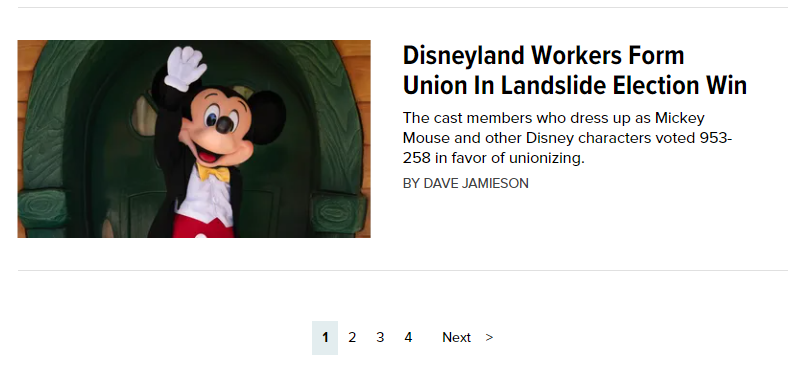 Disneyland Workers Form
Union In Landslide Election Win
The cast members who dress up as Mickey
Mouse and other Disney characters voted 953-
258 in favor of unionizing.
BY DAVE JAMIESON
1 2 3 4 Next >